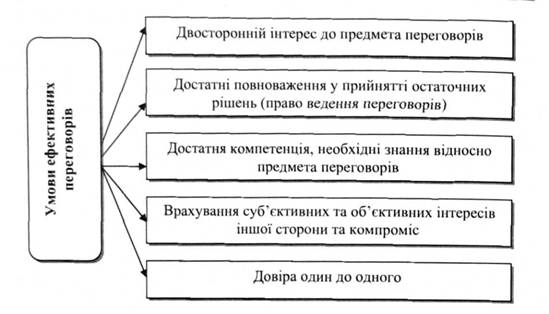 Умови ефективних
переговорів
Двосторонній інтерес до предмета переговорів
Достатні повноваження у прийнятті остаточних
рішень (право ведення переговорів)
Достатня компетенція, необхідні знання відносно
предмета переговорів
Врахування суб’єктивних та об’єктивних інтересів
іншої сторони та компроміс
Довіра один до одного